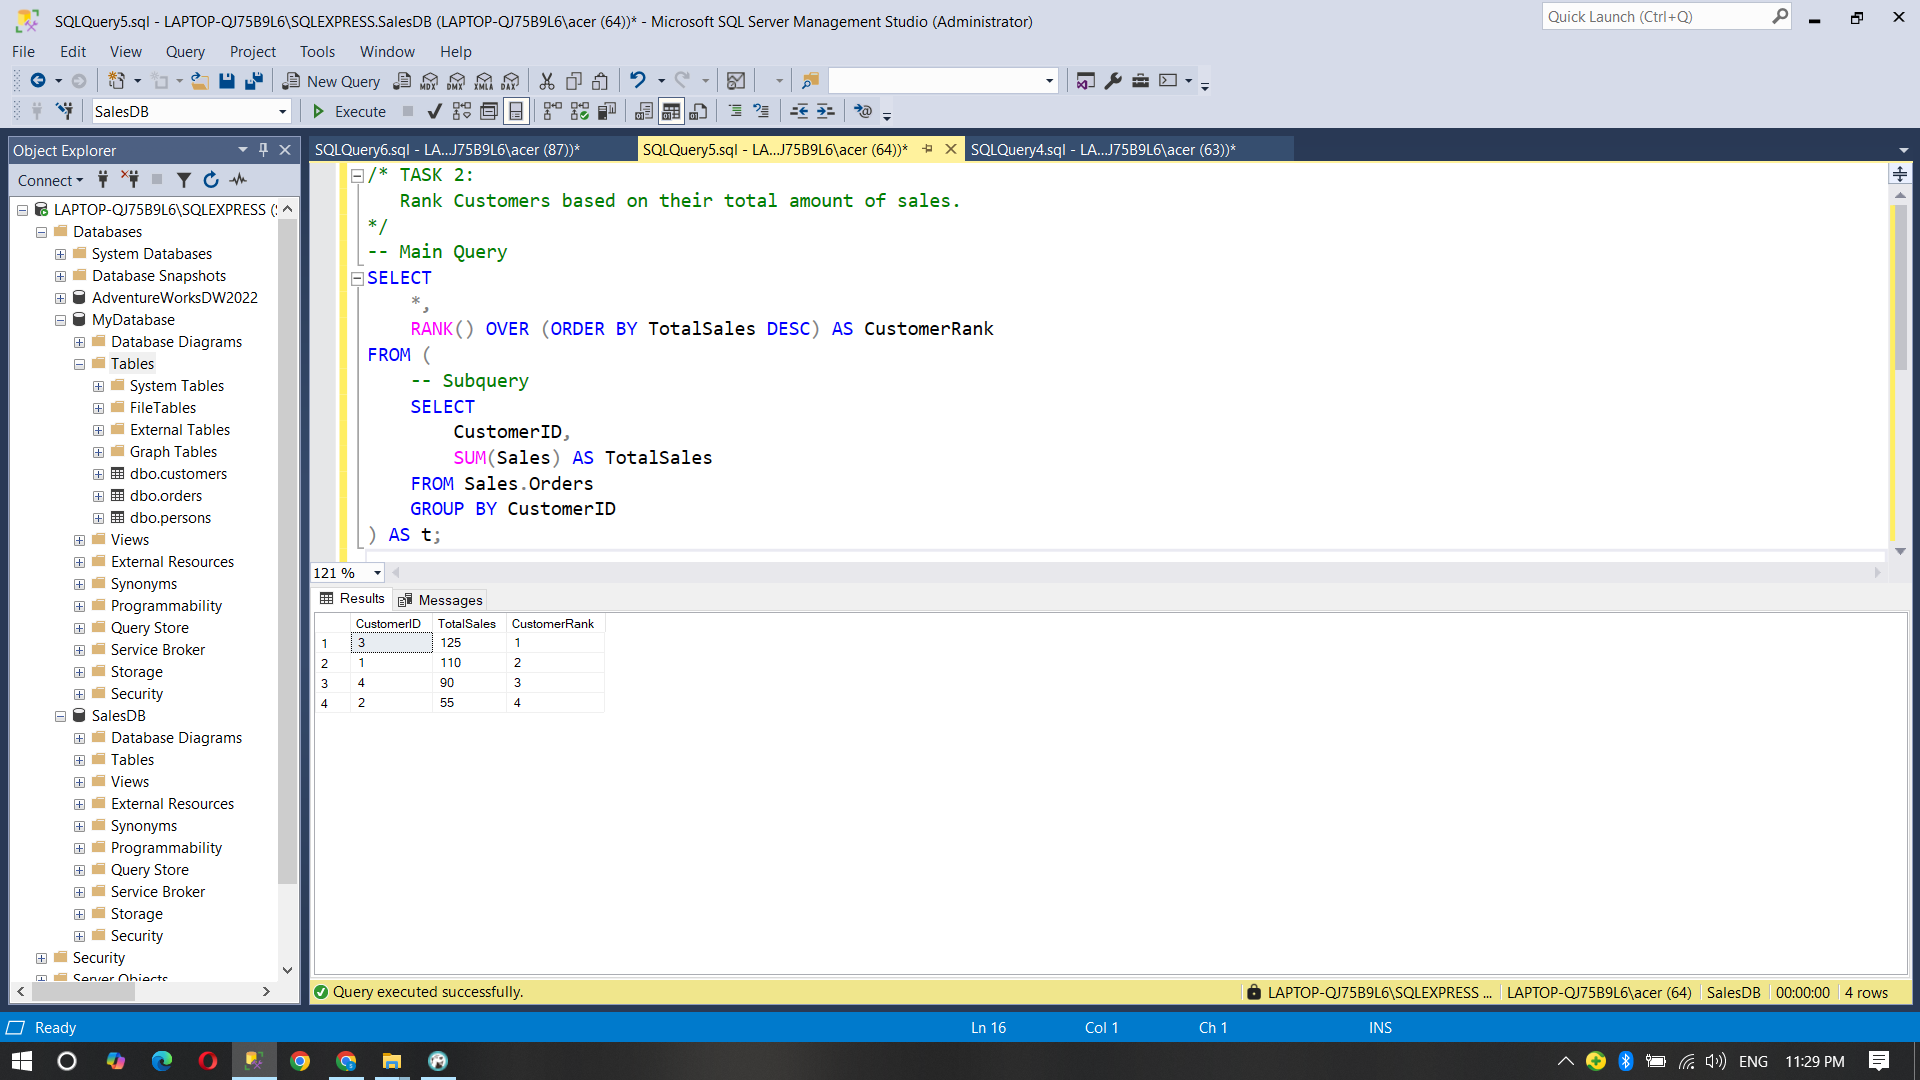 SQLQuery5.sql - LAPTOP-QJ75B9L6\SQLEXPRESS.SalesDB (LAPTOP-QJ75B9L6\acer (64))* - Microsoft SQL Server Management Studio (Administrator)
Quick Launch (Ctrl+Q)
File Edit View Query Project Tools Window Help
New Query MDX DMX XMLA DAX
SalesDB Execute
Object Explorer
Connect
LAPTOP-QJ75B9L6\SQLEXPRESS (
Databases
System Databases
Database Snapshots
AdventureWorksDW2022
MyDatabase
Database Diagrams
Tables
System Tables
FileTables
External Tables
Graph Tables
dbo.customers
dbo.orders
dbo.persons
Views
External Resources
Synonyms
Programmability
Query Store
Service Broker
Storage
Security
SalesDB
Database Diagrams
Tables
Views
External Resources
Synonyms
Programmability
Query Store
Service Broker
Storage
Security
Security
Server Objects
SQLQuery6.sql - LA...J75B9L6\acer (87))* SQLQuery5.sql - LA...J75B9L6\acer (64))* SQLQuery4.sql - LA...J75B9L6\acer (63))*
/* TASK 2:
Rank Customers based on their total amount of sales.
*/
-- Main Query
SELECT
*,
RANK() OVER (ORDER BY TotalSales DESC) AS CustomerRank
FROM (
-- Subquery
SELECT
CustomerID,
SUM(Sales) AS TotalSales
FROM Sales.Orders
GROUP BY CustomerID
) AS t;
121 %
Results Messages
CustomerID TotalSales CustomerRank
1 3 125 1
2 1 110 2
3 4 90 3
4 2 55 4
Query executed successfully. LAPTOP-QJ75B9L6\SQLEXPRESS ... LAPTOP-QJ75B9L6\acer (64) SalesDB 00:00:00 4 rows
Ready Ln 16 Col 1 Ch 1 INS
ENG 11:29 PM